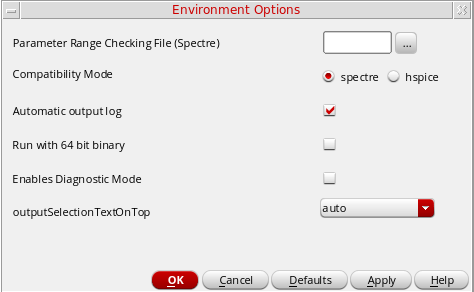 Environment Options
Parameter Range Checking File (Spectre)
...
Compatibility Mode
spectre hspice
Automatic output log
Run with 64 bit binary
Enables Diagnostic Mode
outputSelectionTextOnTop
auto
OK Cancel Defaults Apply Help